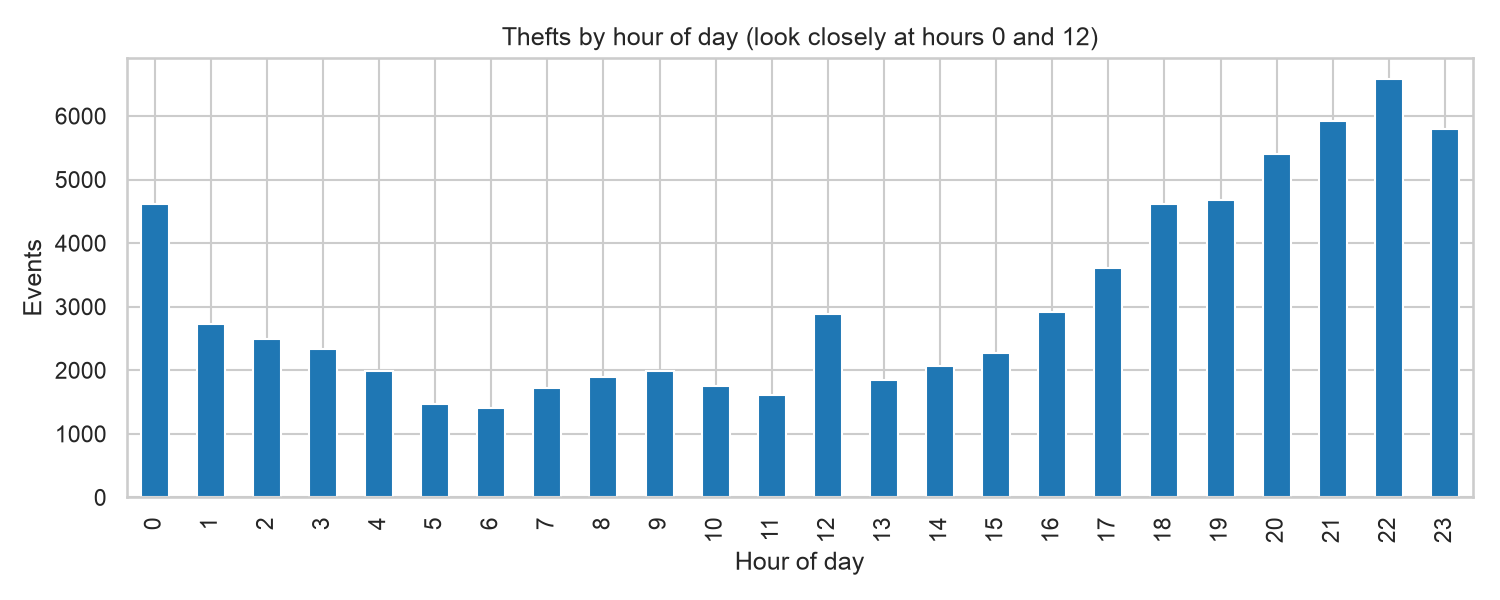 Thefts by hour of day (look closely at hours 0 and 12)
6000
5000
4000
3000
2000
1000
0
Events
0 1 2 3 4 5 6 7 8 9 10 11 12 13 14 15 16 17 18 19 20 21 22 23
Hour of day